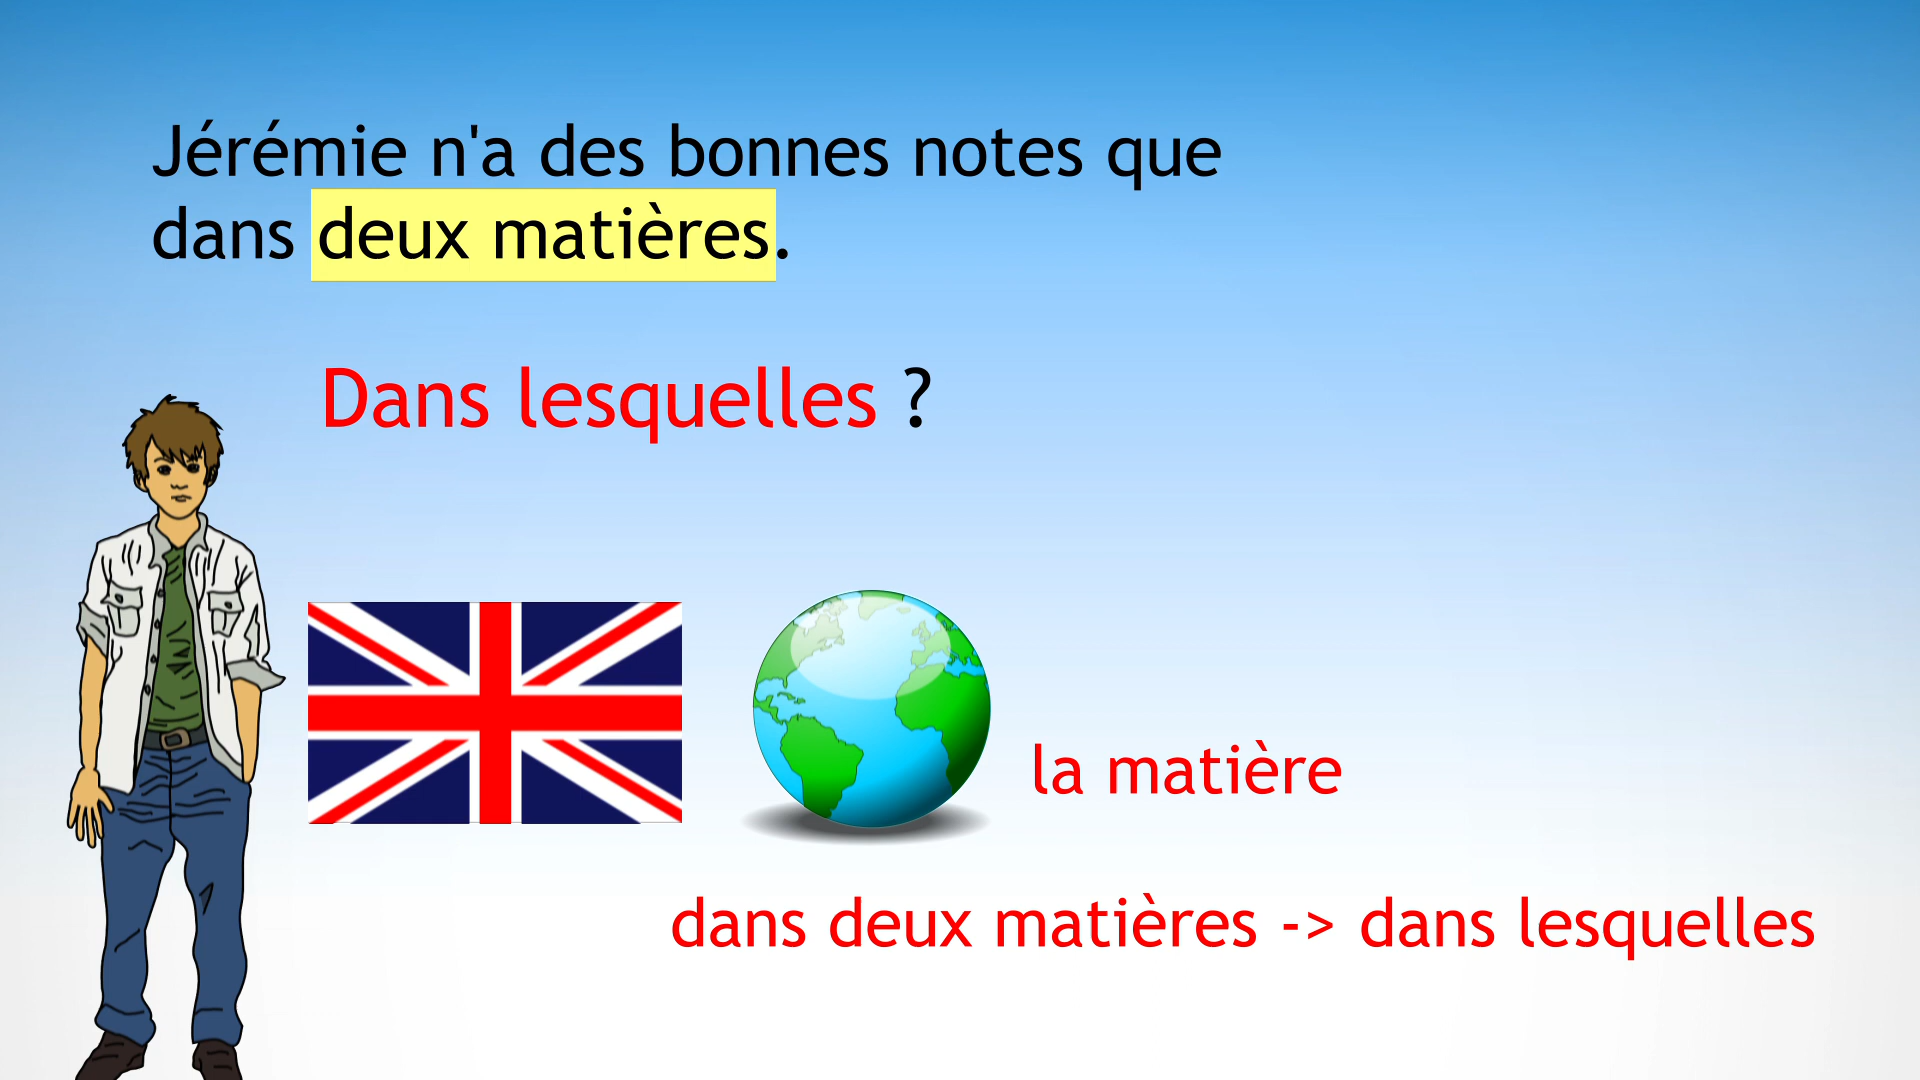 Jérémie n'a des bonnes notes que
dans deux matières.
Dans lesquelles ?
la matière
dans deux matières -> dans lesquelles